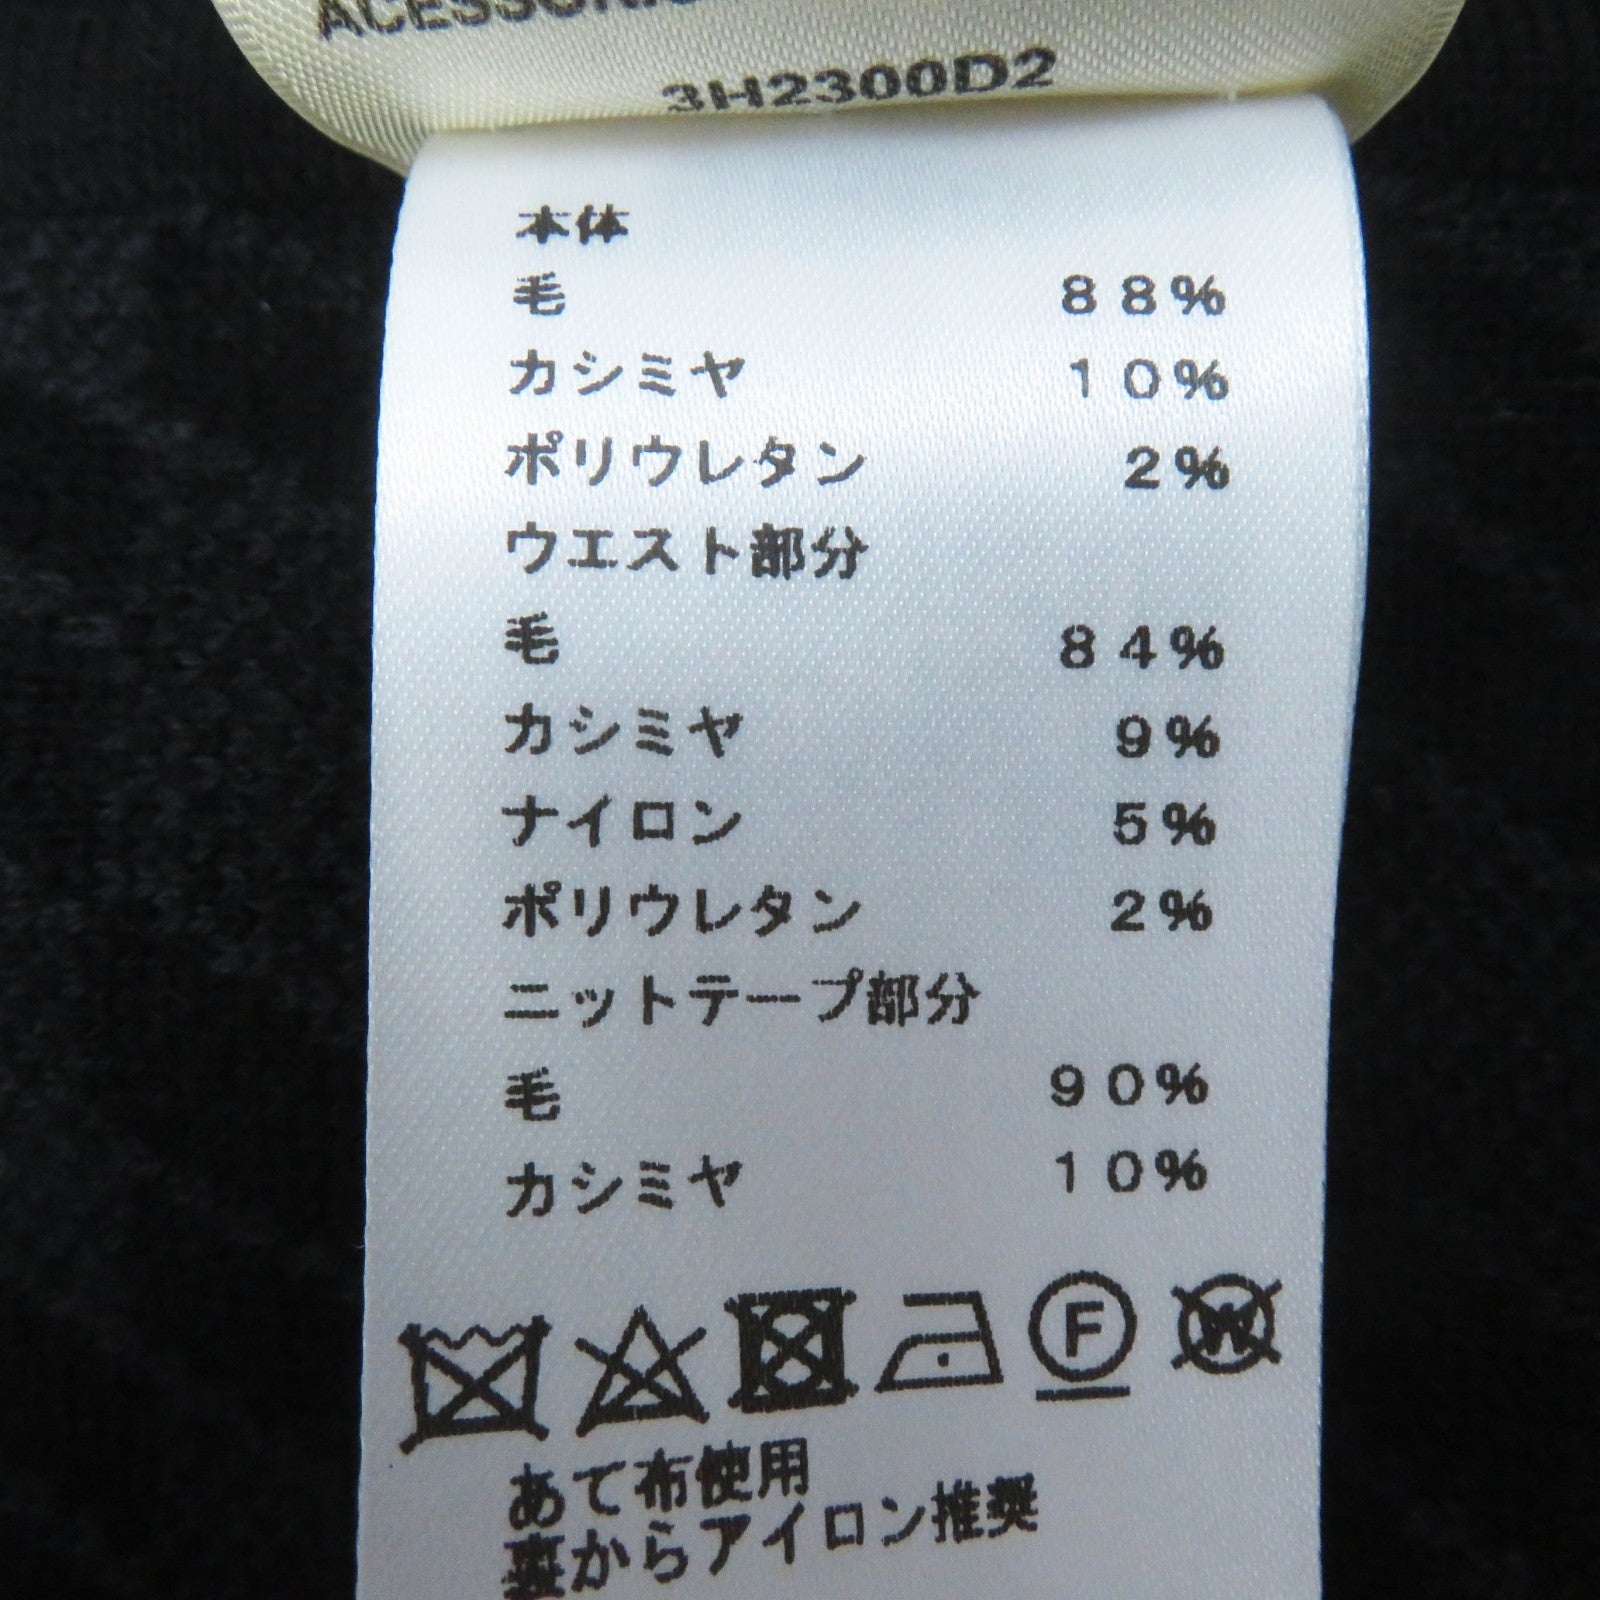 3H2300D2
本体
毛 88%
カシミヤ 10%
ポリウレタン 2%
ウエスト部分
毛 84%
カシミヤ 9%
ナイロン 5%
ポリウレタン 2%
ニットテープ部分
毛 90%
カシミヤ 10%
F W
あて布使用
裏からアイロン推奨